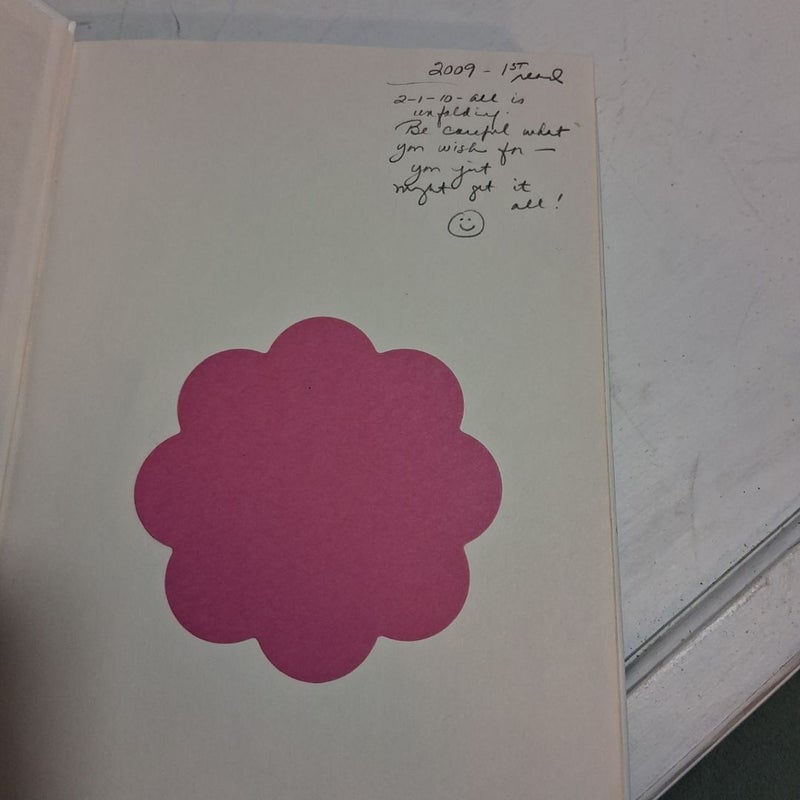 2009 - 1ST read
2-1-10 - all is
unfolding.
Be careful what
you wish for —
you just
might get it
all!